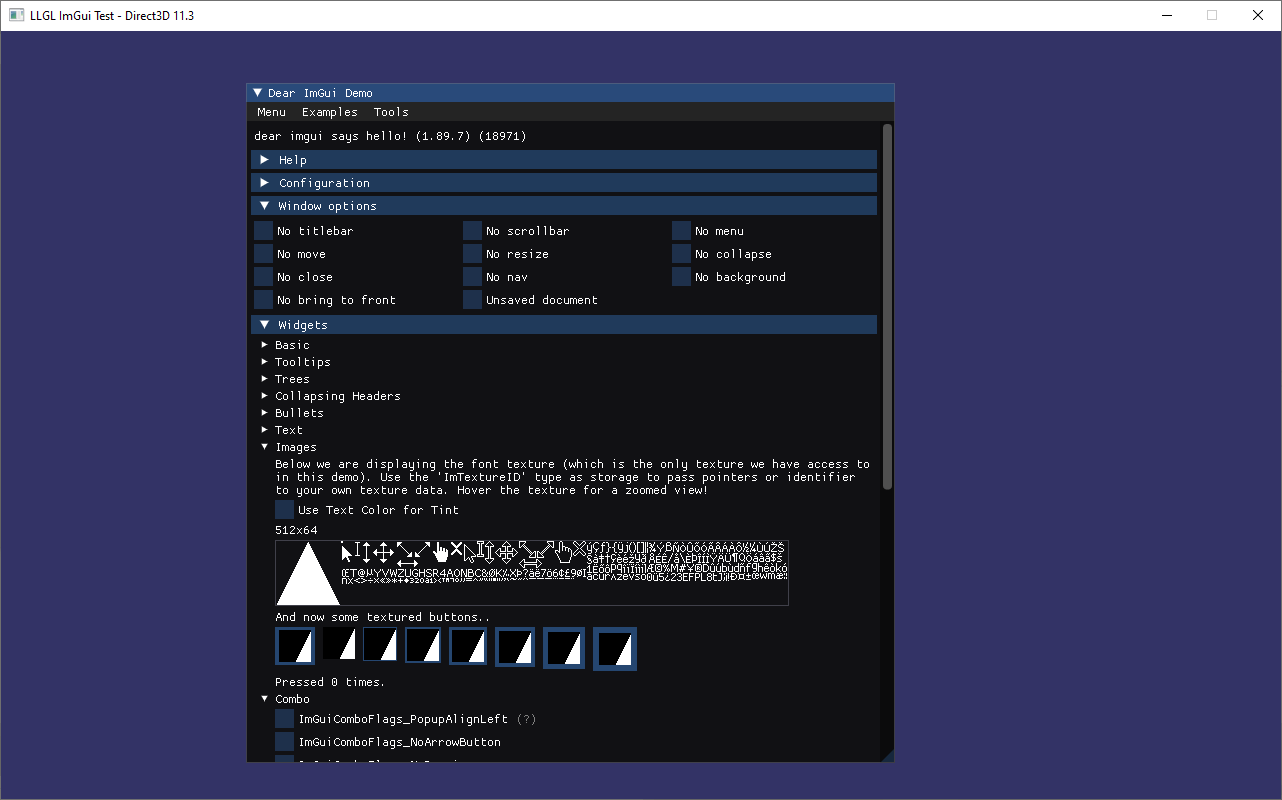 LLGL ImGui Test - Direct3D 11.3
Dear ImGui Demo
Menu Examples Tools
dear imgui says hello! (1.89.7) (18971)
Help
Configuration
Window options
No titlebar No scrollbar No menu
No move No resize No collapse
No close No nav No background
No bring to front Unsaved document
Widgets
Basic
Tooltips
Trees
Collapsing Headers
Bullets
Text
Images
Below we are displaying the font texture (which is the only texture we have access to
in this demo). Use the 'ImTextureID' type as storage to pass pointers or identifier
to your own texture data. Hover the texture for a zoomed view!
Use Text Color for Tint
512x64
And now some textured buttons..
Pressed 0 times.
Combo
ImGuiComboFlags_PopupAlignLeft (?)
ImGuiComboFlags_NoArrowButton